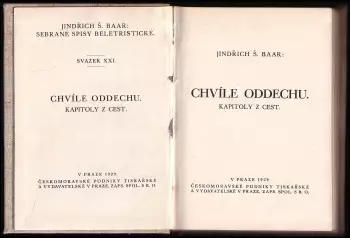 JINDŘICH Š. BAAR:
SEBRANÉ SPISY BELETRISTICKÉ.
SVAZEK XXI.
CHVÍLE ODDECHU.
KAPITOLY Z CEST.
V PRAZE 1929.
ČESKOMORAVSKÉ PODNIKY TISKAŘSKÉ
A VYDAVATELSKÉ V PRAZE, ZAPS. SPOL. S R. O.
JINDŘICH Š. BAAR:
CHVÍLE ODDECHU.
KAPITOLY Z CEST.
V PRAZE 1929.
ČESKOMORAVSKÉ PODNIKY TISKAŘSKÉ
A VYDAVATELSKÉ V PRAZE, ZAPS. SPOL. S R. O.